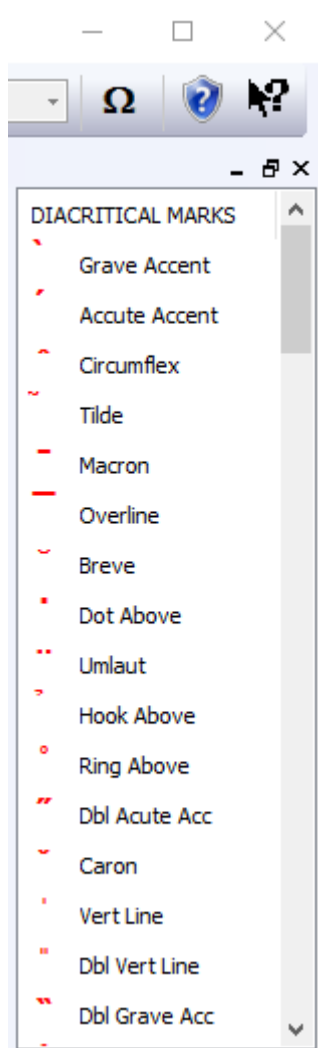 Ω
?
?
DIACRITICAL MARKS
Grave Accent
Accute Accent
Circumflex
Tilde
Macron
Overline
Breve
Dot Above
Umlaut
Hook Above
Ring Above
Dbl Acute Acc
Caron
Vert Line
Dbl Vert Line
Dbl Grave Acc